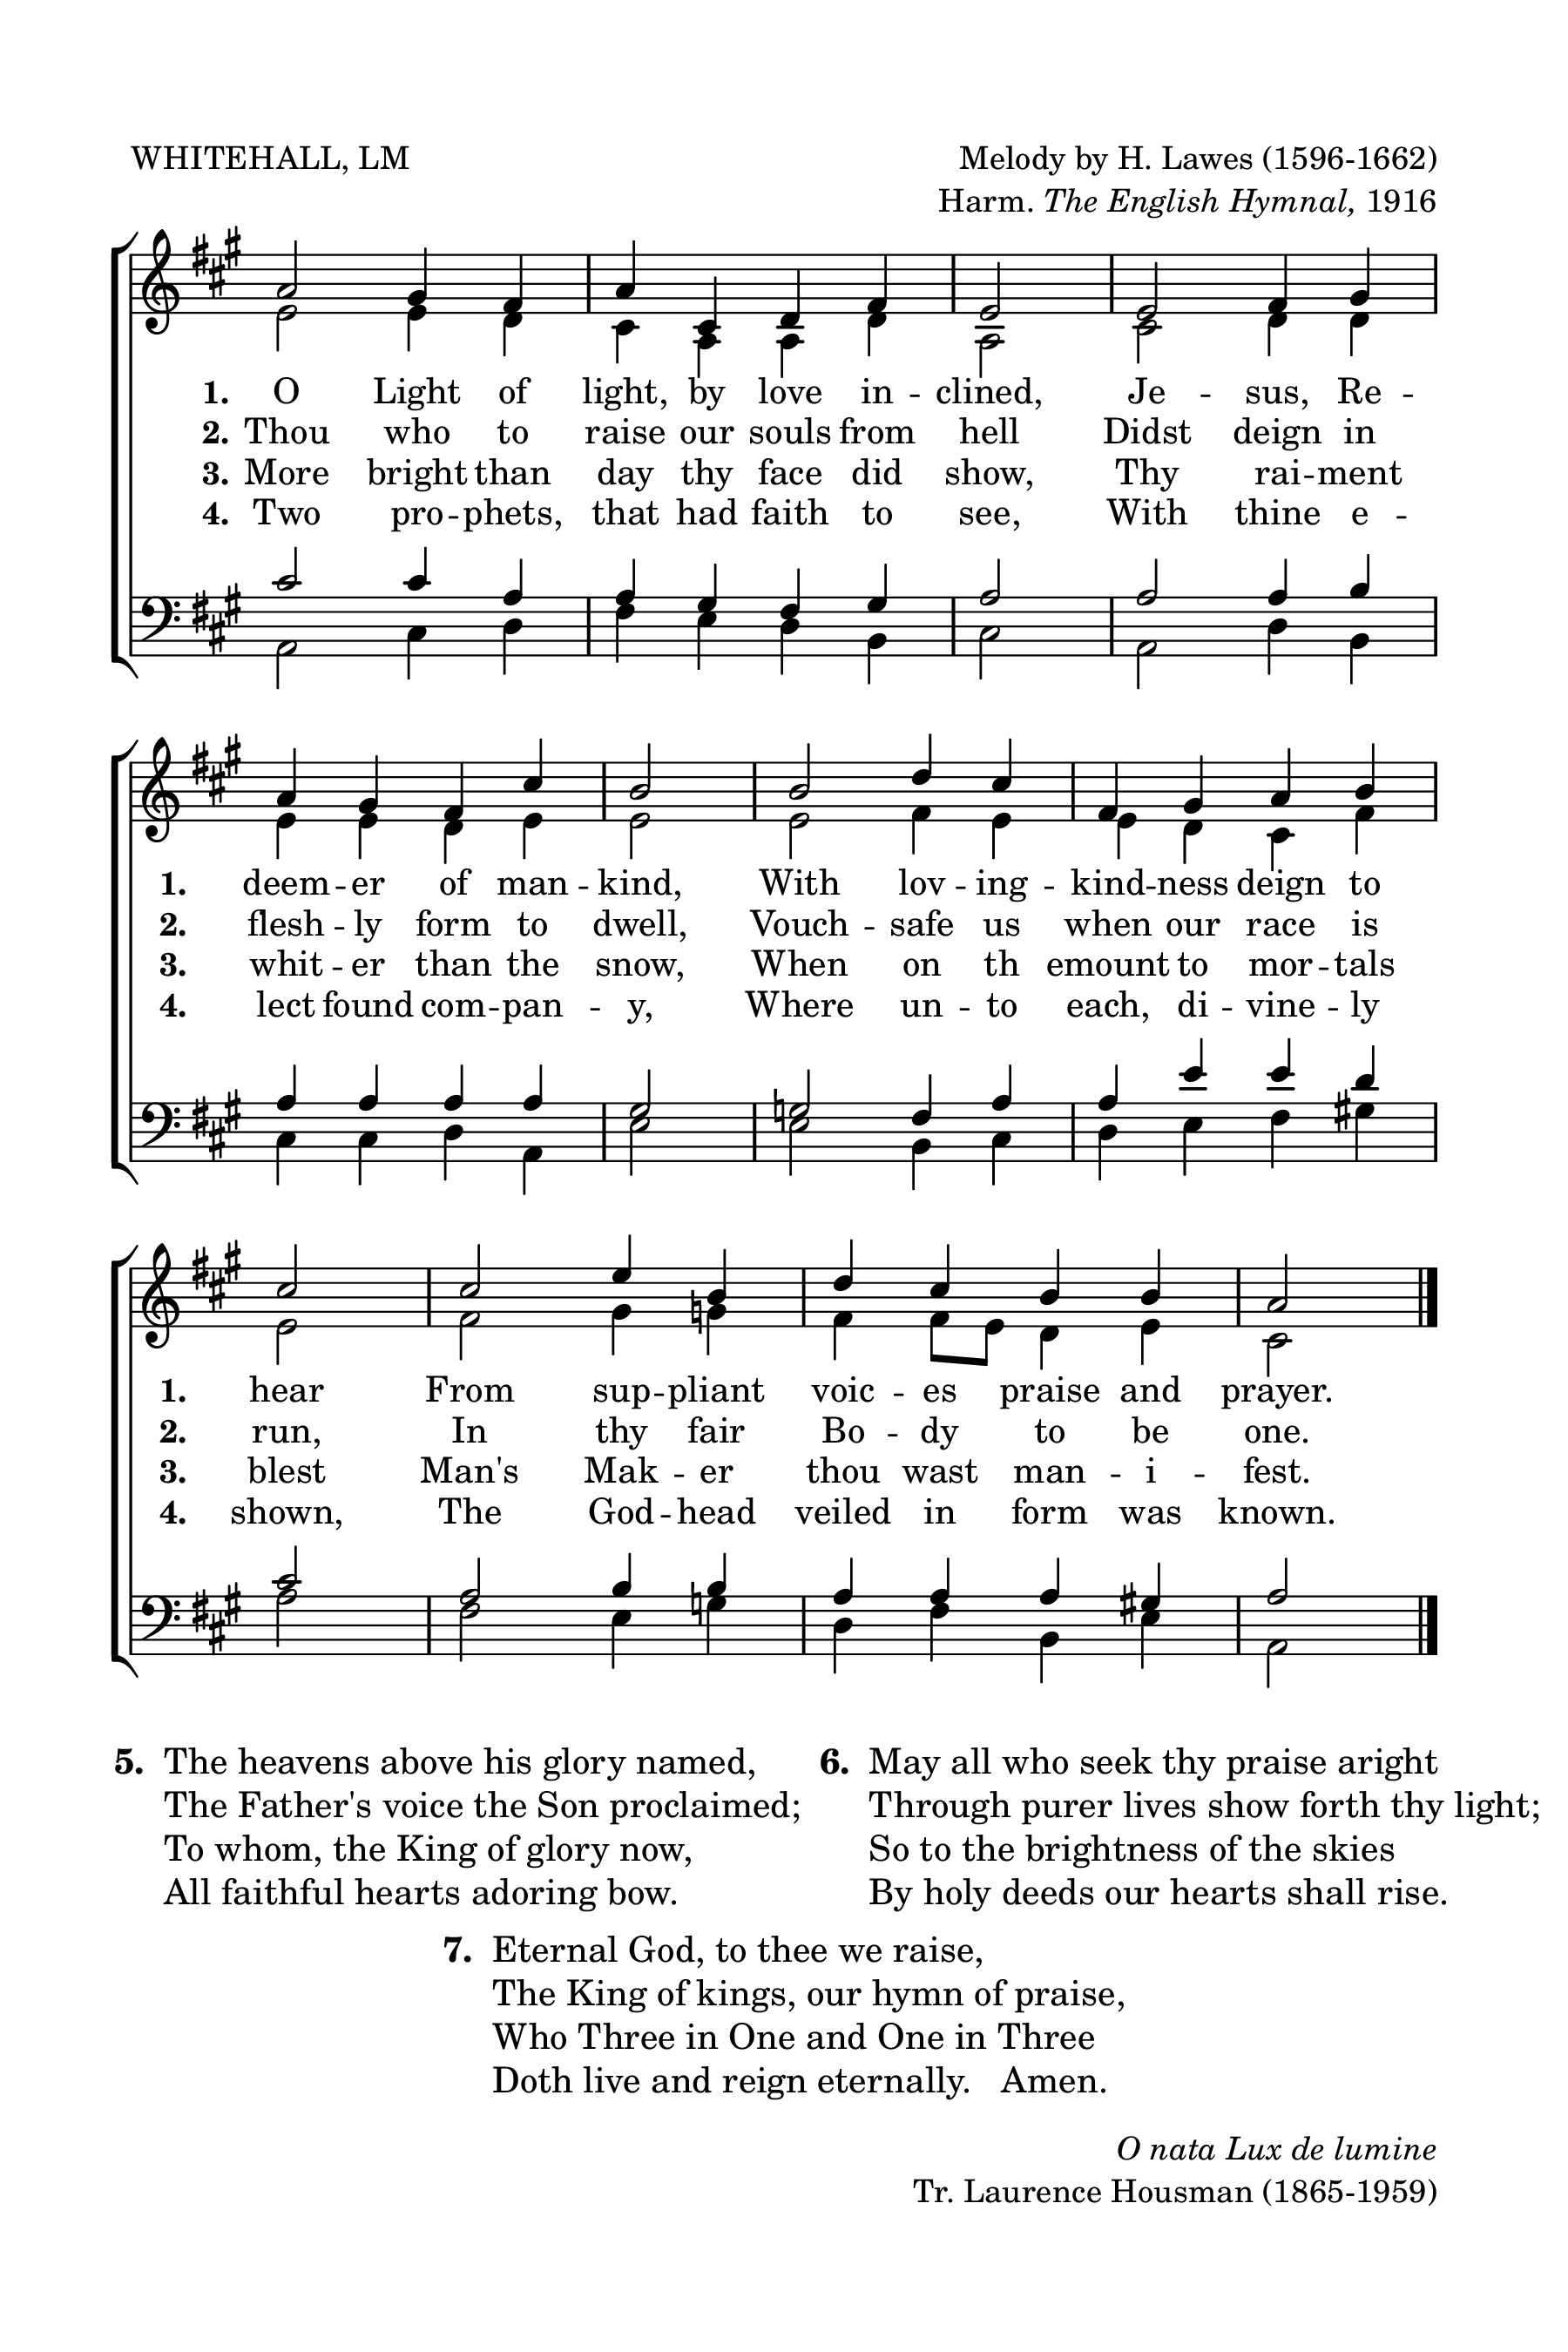 WHITEHALL, LM
Melody by H. Lawes (1596-1662)
Harm. The English Hymnal, 1916
1. O Light of light, by love in -- clined, Je -- sus, Re --
2. Thou who to raise our souls from hell Didst deign in
3. More bright than day thy face did show, Thy rai -- ment
4. Two pro -- phets, that had faith to see, With thine e --
1. deem -- er of man -- kind, With lov -- ing -- kind -- ness deign to
2. flesh -- ly form to dwell, Vouch -- safe us when our race is
3. whit -- er than the snow, When on th emount to mor -- tals
4. lect found com -- pan -- y, Where un -- to each, di -- vine -- ly
1. hear From sup -- pliant voic -- es praise and prayer.
2. run, In thy fair Bo -- dy to be one.
3. blest Man's Mak -- er thou wast man -- i -- fest.
4. shown, The God -- head veiled in form was known.
5. The heavens above his glory named,
The Father's voice the Son proclaimed;
To whom, the King of glory now,
All faithful hearts adoring bow.
6. May all who seek thy praise aright
Through purer lives show forth thy light;
So to the brightness of the skies
By holy deeds our hearts shall rise.
7. Eternal God, to thee we raise,
The King of kings, our hymn of praise,
Who Three in One and One in Three
Doth live and reign eternally. Amen.
O nata Lux de lumine
Tr. Laurence Housman (1865-1959)